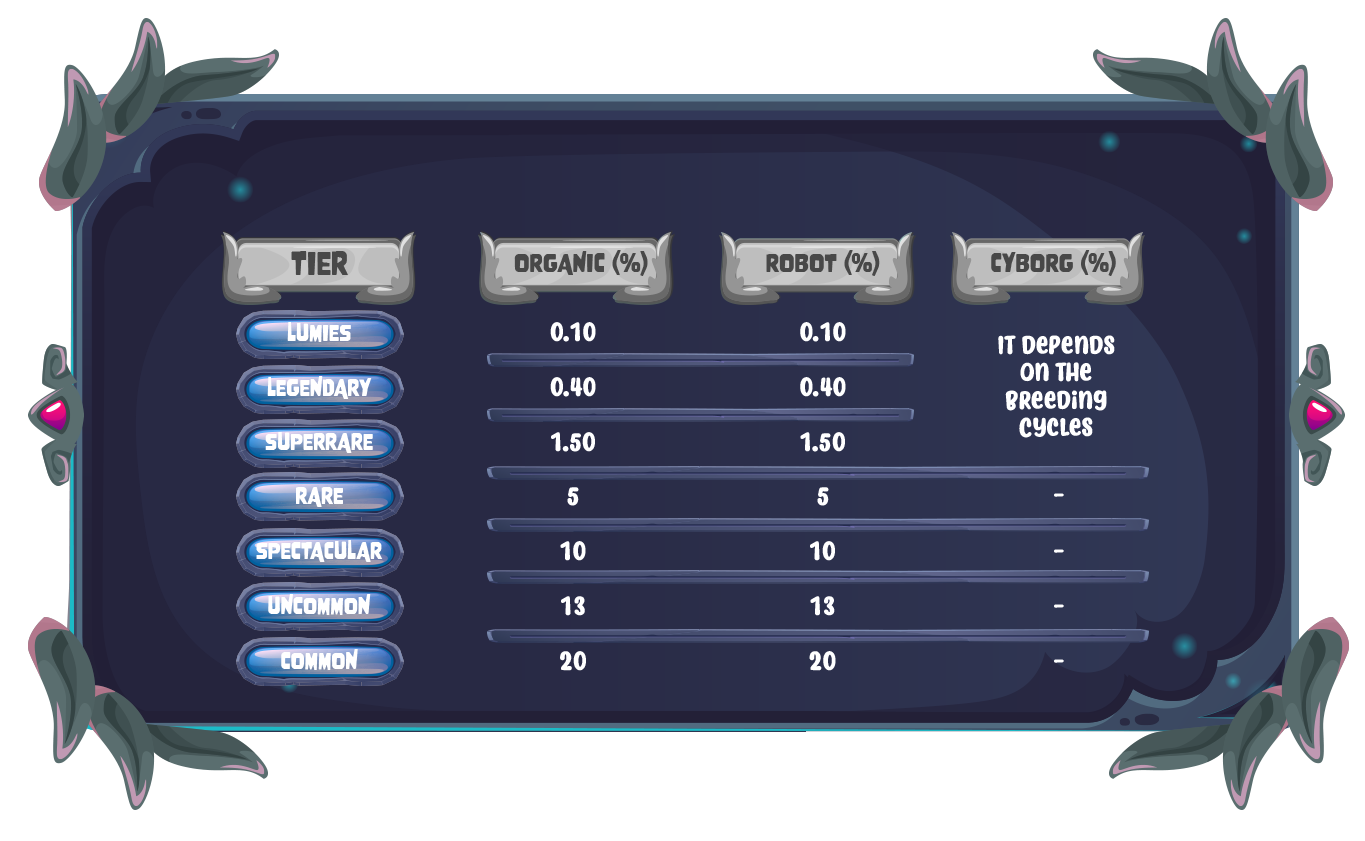 TIER ORGANIC (%) ROBOT (%) CYBORG (%)
LUMIES 0.10 0.10
IT DEPENDS
ON THE
BREEDING
CYCLES
LEGENDARY 0.40 0.40
SUPERRARE 1.50 1.50
RARE 5 5 -
SPECTACULAR 10 10 -
UNCOMMON 13 13 -
COMMON 20 20 -